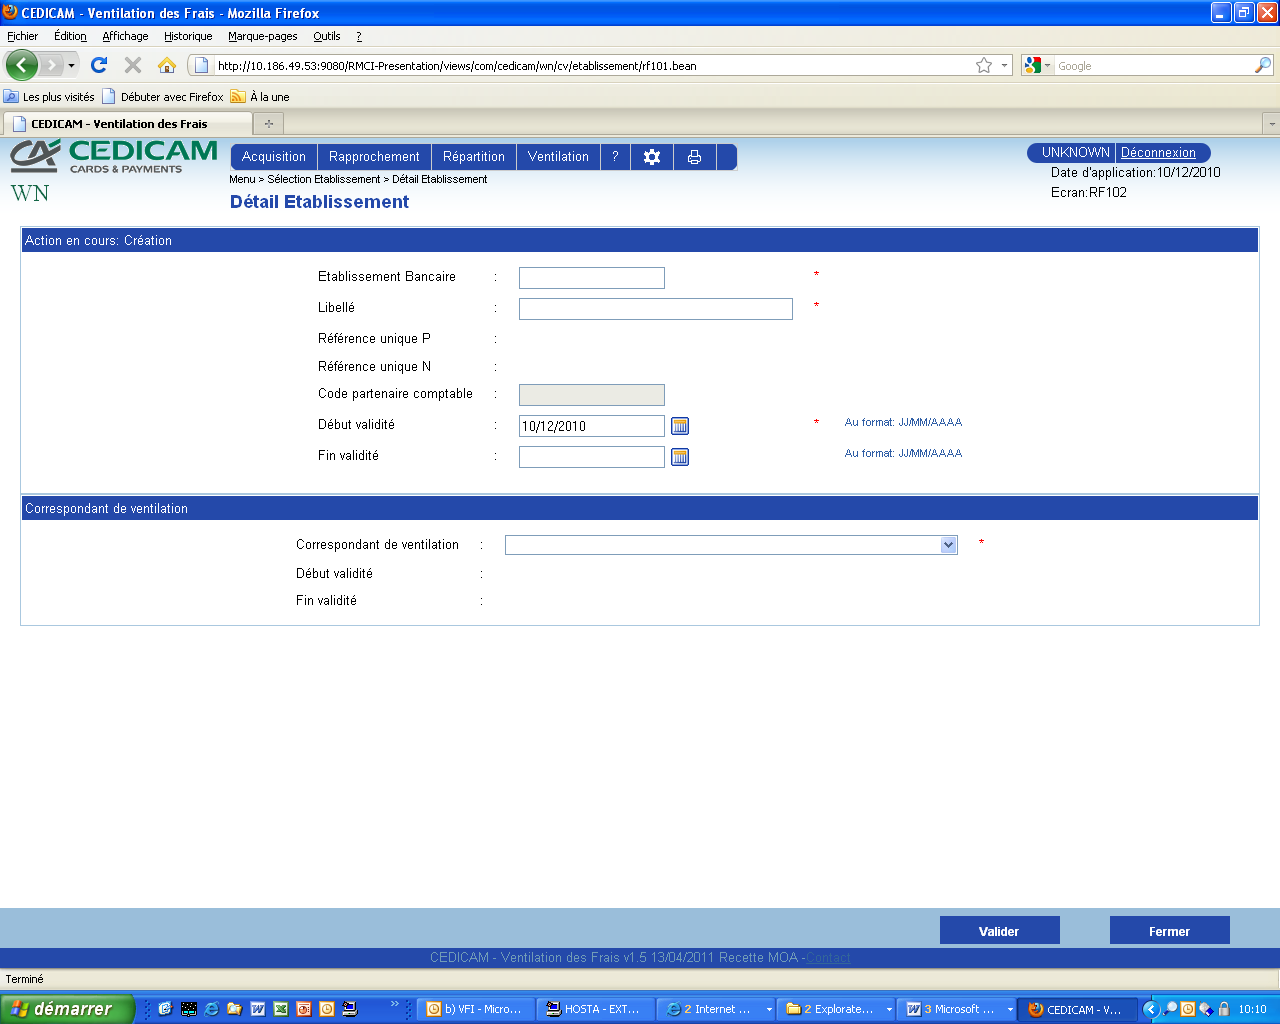 CEDICAM - Ventilation des Frais - Mozilla Firefox
Fichier Édition Affichage Historique Marque-pages Outils ?
http://10.186.49.53:9080/RMCI-Presentation/views/com/cedicam/wn/cv/etablissement/rf101.bean
Google
Les plus visités Débuter avec Firefox À la une
CEDICAM - Ventilation des Frais
CA CEDICAM
CARDS & PAYMENTS
WN
Acquisition Rapprochement Répartition Ventilation ?
UNKNOWN Déconnexion
Menu > Sélection Etablissement > Détail Etablissement
Date d'application:10/12/2010
Ecran:RF102
Détail Etablissement
Action en cours: Création
Etablissement Bancaire : *
Libellé : *
Référence unique P :
Référence unique N :
Code partenaire comptable :
Début validité : 10/12/2010 * Au format: JJ/MM/AAAA
Fin validité : Au format: JJ/MM/AAAA
Correspondant de ventilation
Correspondant de ventilation : *
Début validité :
Fin validité :
Valider Fermer
CEDICAM - Ventilation des Frais v1.5 13/04/2011 Recette MOA -Contact
Terminé
démarrer b) VFI - Micro... HOSTA - EXT... 2 Internet ... 2 Explorate... 3 Microsoft ... CEDICAM - V... 10:10